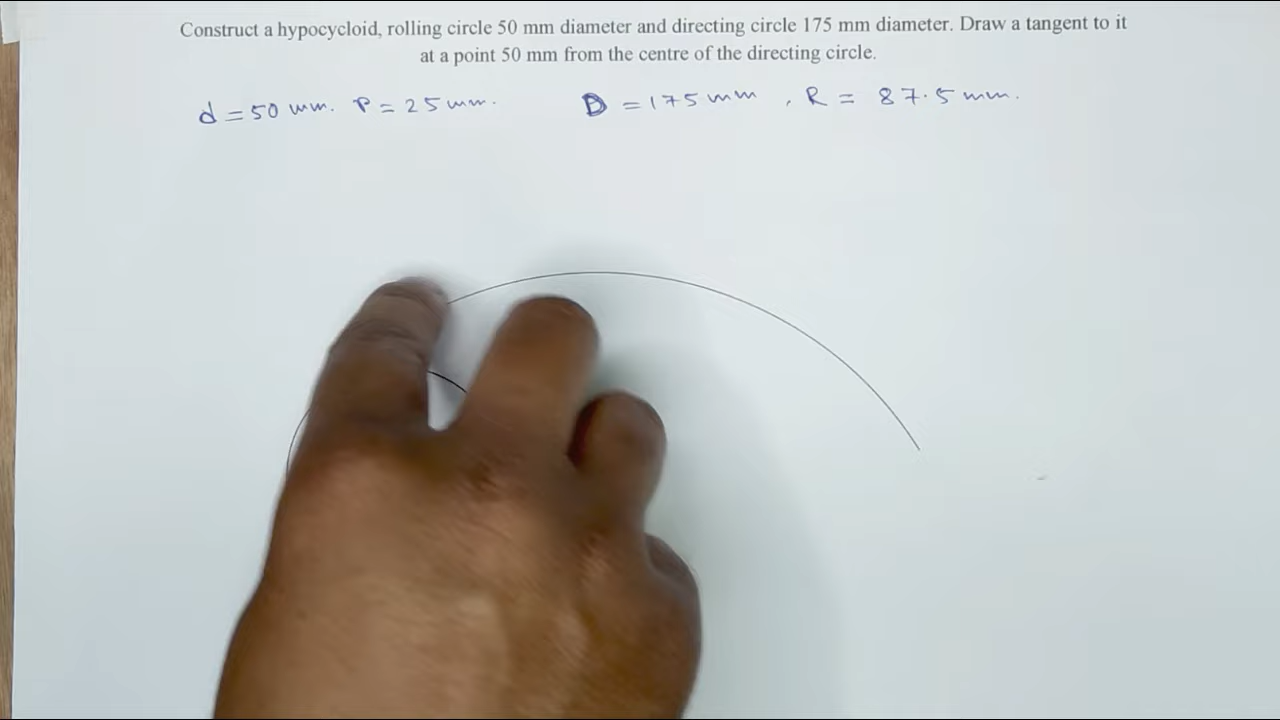 Construct a hypocycloid, rolling circle 50 mm diameter and directing circle 175 mm diameter. Draw a tangent to it
at a point 50 mm from the centre of the directing circle.
d = 50 mm. r = 25 mm. D = 175 mm , R = 87.5 mm.